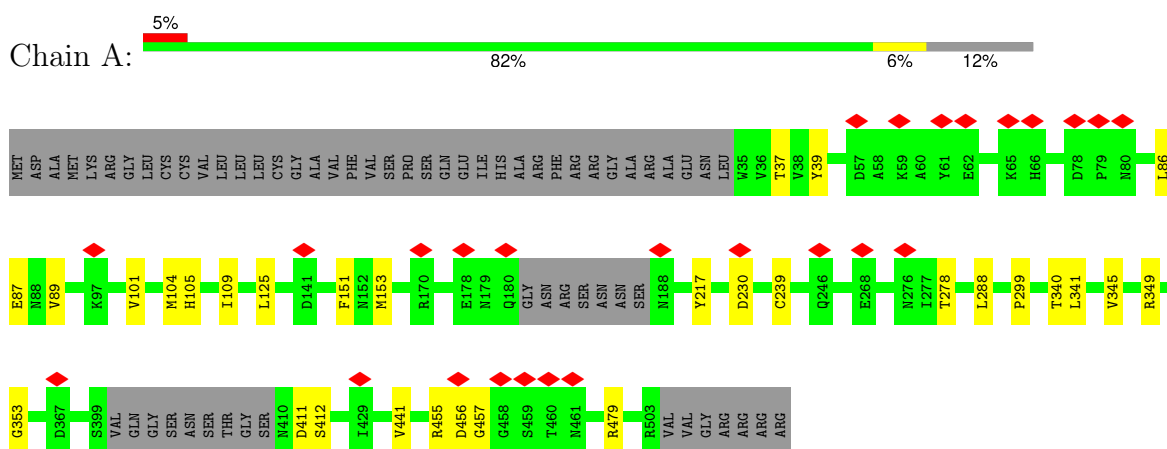 5%
Chain A:
82% 6% 12%
MET ASP ALA MET LYS ARG GLY LEU CYS CYS VAL LEU LEU LEU CYS GLY ALA VAL PHE VAL SER PRO SER GLN GLU ILE HIS ALA ARG PHE ARG ARG GLY ALA ARG ALA GLU ASN LEU W35 V36 T37 V38 Y39 D57 A58 K59 A60 Y61 E62 K65 H66 D78 P79 N80 L86
E87 N88 V89 K97 V101 M104 H105 I109 L125 D141 F151 N152 M153 R170 E178 N179 Q180 GLY ASN ARG SER ASN ASN SER N188 Y217 D230 C239 Q246 E268 N276 I277 T278 L288 P299 T340 L341 V345 R349
G353 D367 S399 VAL GLN GLY SER ASN SER THR GLY SER N410 D411 S412 I429 V441 R455 D456 G457 G458 S459 T460 N461 R479 R503 VAL VAL GLY ARG ARG ARG ARG